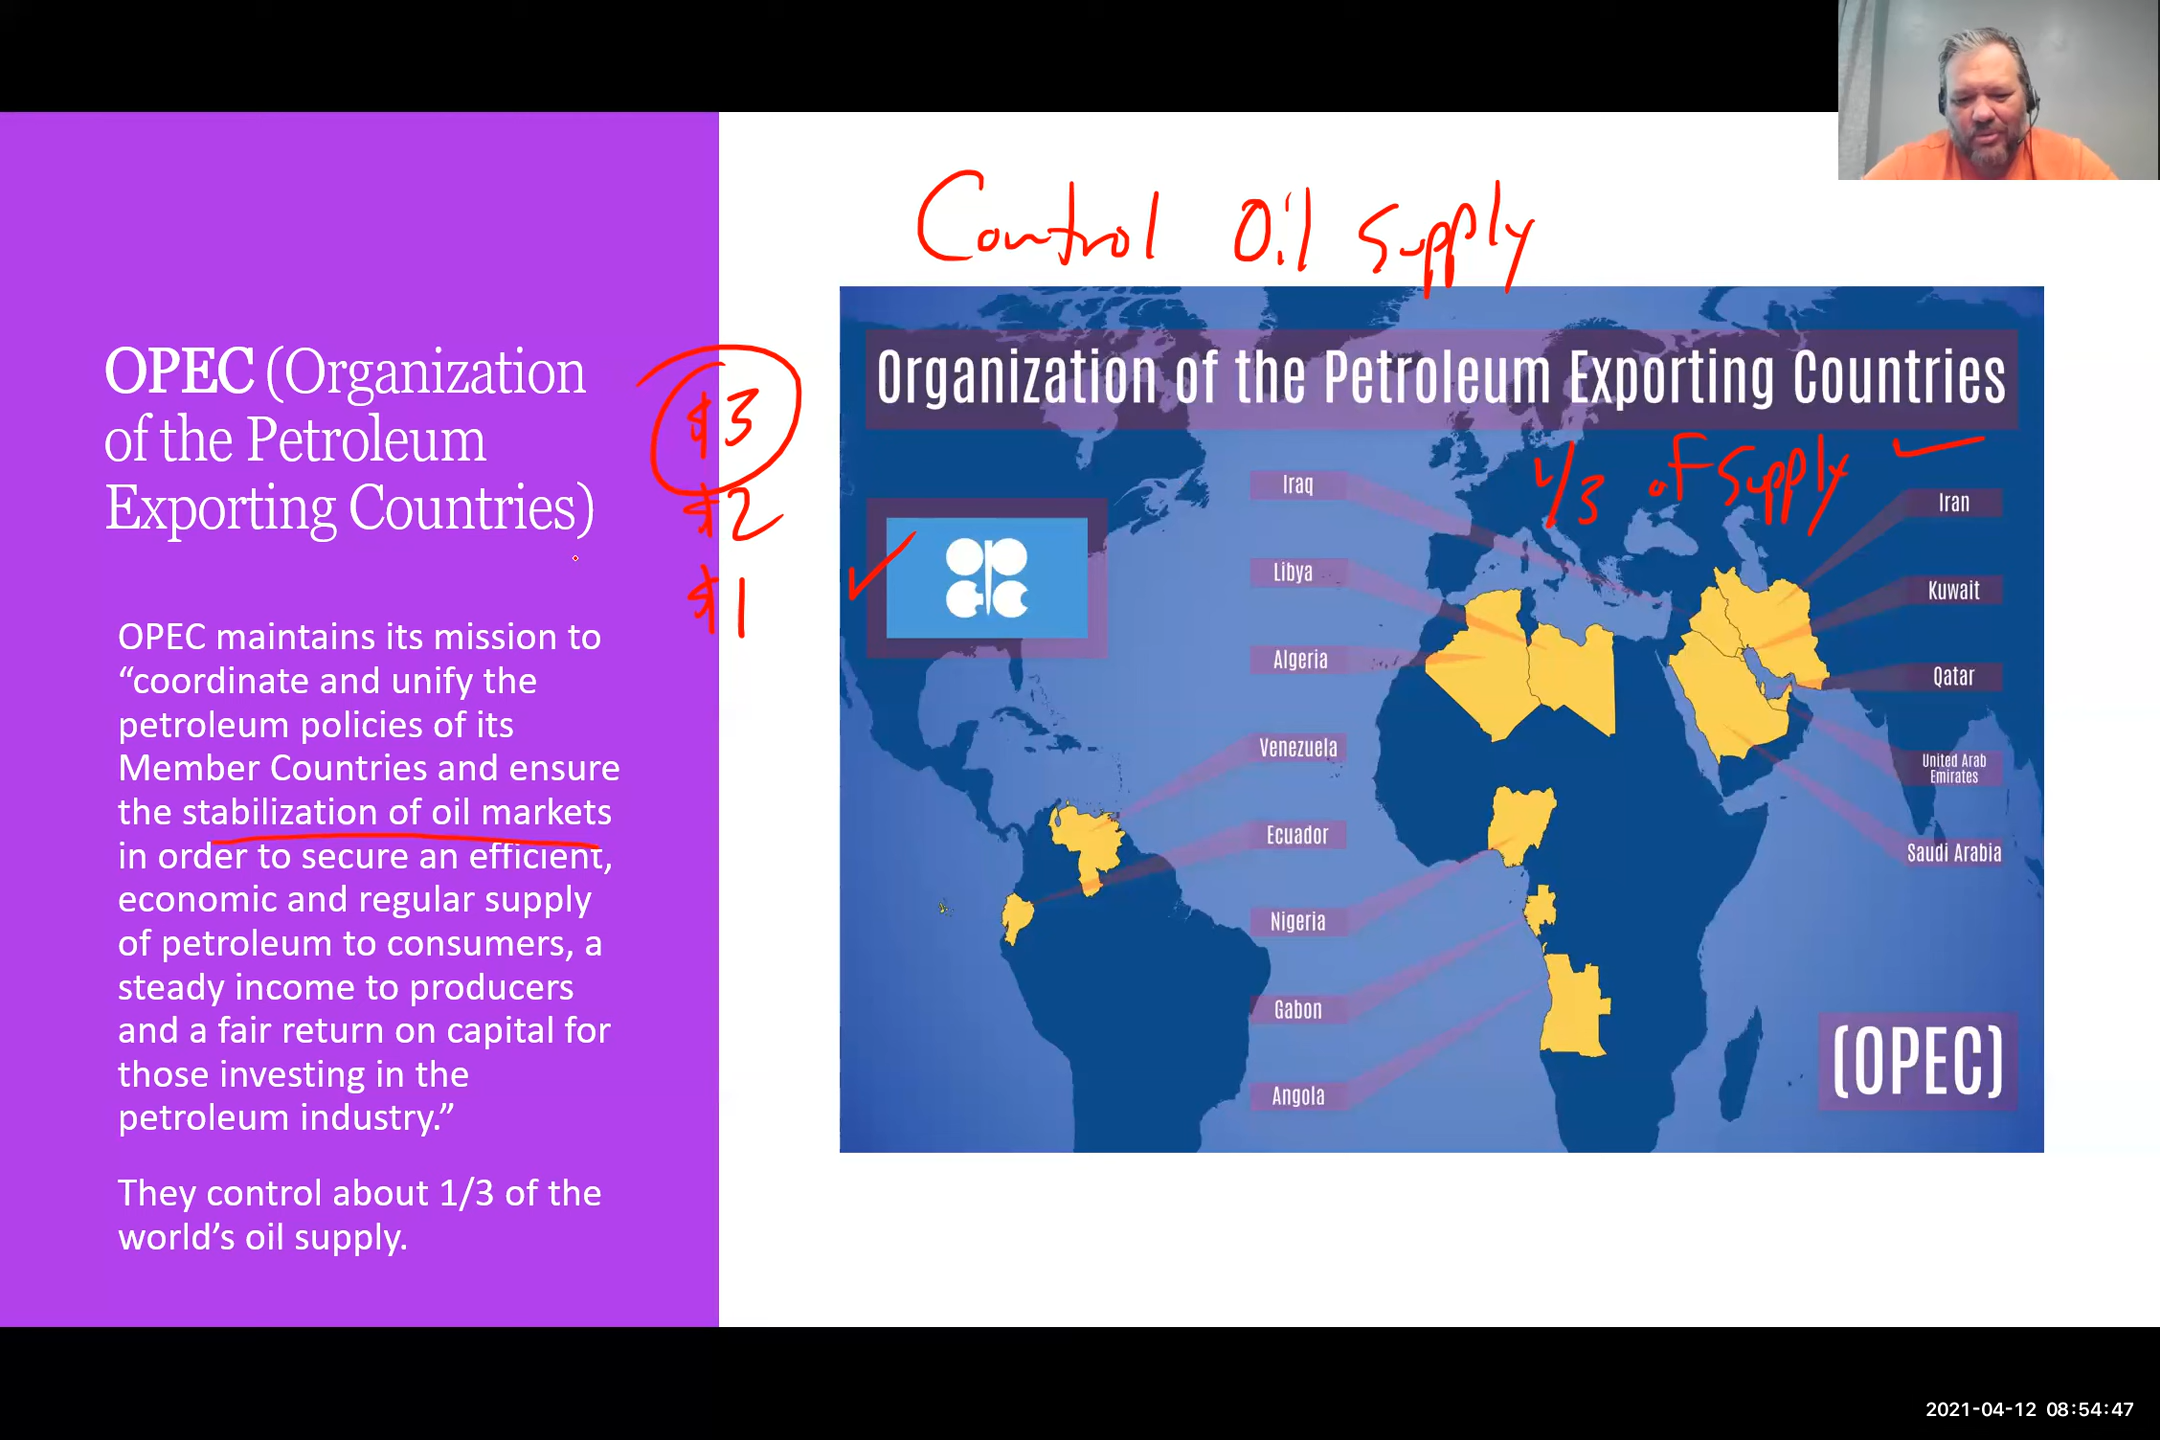 Control Oil Supply
OPEC (Organization
of the Petroleum
Exporting Countries)
$3
$2
$1
OPEC maintains its mission to
“coordinate and unify the
petroleum policies of its
Member Countries and ensure
the stabilization of oil markets
in order to secure an efficient,
economic and regular supply
of petroleum to consumers, a
steady income to producers
and a fair return on capital for
those investing in the
petroleum industry.”
They control about 1/3 of the
world’s oil supply.
Organization of the Petroleum Exporting Countries
1/3 of Supply
OPEC
Iraq
Libya
Algeria
Venezuela
Ecuador
Nigeria
Gabon
Angola
Iran
Kuwait
Qatar
United Arab
Emirates
Saudi Arabia
(OPEC)
2021-04-12 08:54:47